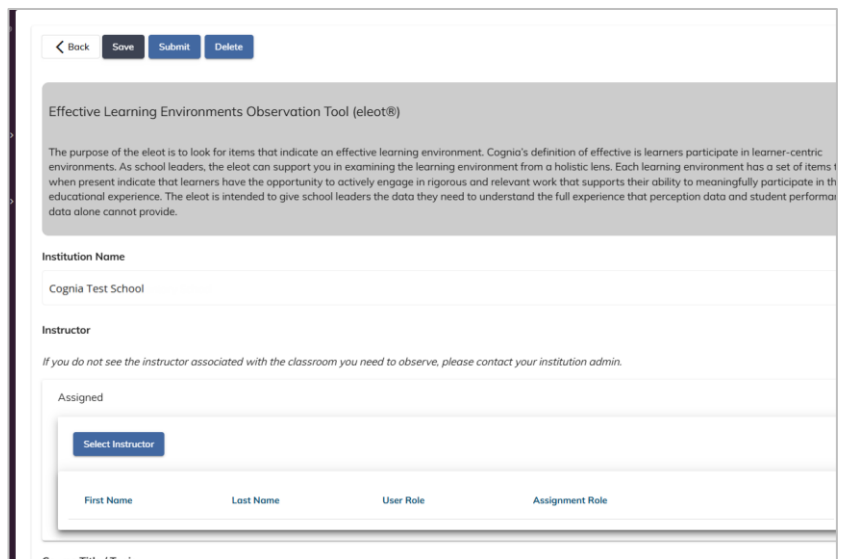 Back Save Submit Delete
Effective Learning Environments Observation Tool (eleot®)
The purpose of the eleot is to look for items that indicate an effective learning environment. Cognia's definition of effective is learners participate in learner-centric
environments. As school leaders, the eleot can support you in examining the learning environment from a holistic lens. Each learning environment has a set of items
when present indicate that learners have the opportunity to actively engage in rigorous and relevant work that supports their ability to meaningfully participate in
educational experience. The eleot is intended to give school leaders the data they need to understand the full experience that perception data and student
data alone cannot provide.
Institution Name
Cognia Test School
Instructor
If you do not see the instructor associated with the classroom you need to observe, please contact your institution admin.
Assigned
Select Instructor
First Name Last Name User Role Assignment Role